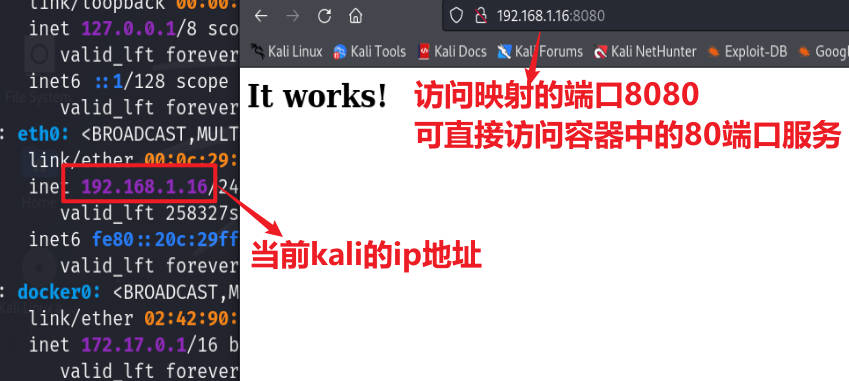 link/loopback 00:00:
inet 127.0.0.1/8 sco
valid_lft forever
inet6 ::1/128 scope
valid_lft forever
: eth0: <BROADCAST,MULT
link/ether 00:0c:29:
inet 192.168.1.16/24
valid_lft 258327s
inet6 fe80::20c:29ff
valid_lft forever
: docker0: <BROADCAST,M
link/ether 02:42:90:
inet 172.17.0.1/16 b
valid_lft forever
File System
Home
192.168.1.16:8080
Kali Linux Kali Tools Kali Docs Kali Forums Kali NetHunter Exploit-DB Googl
It works!
访问映射的端口8080
可直接访问容器中的80端口服务
当前kali的ip地址